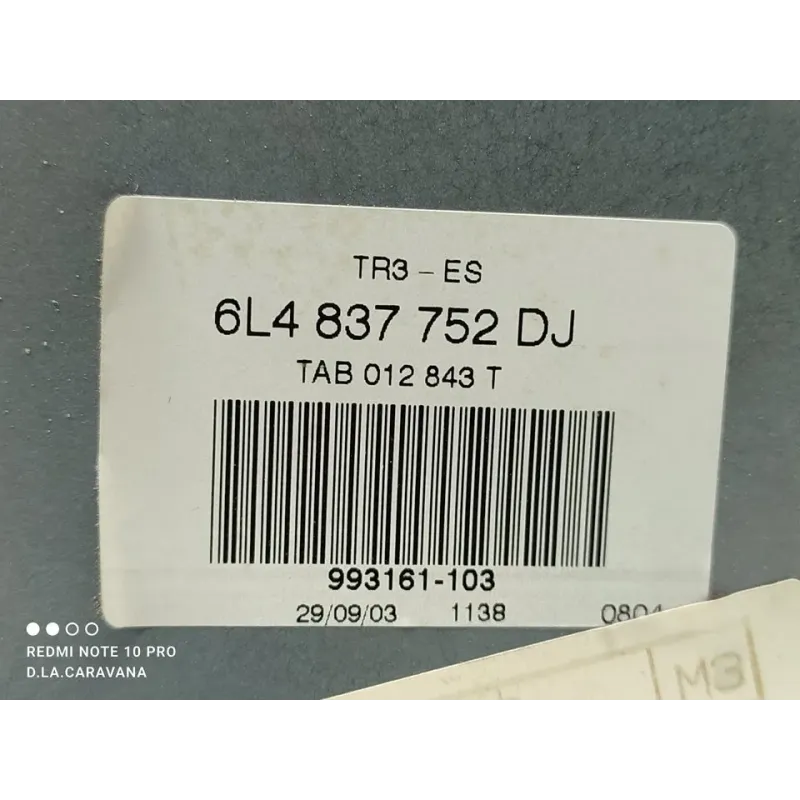 TR3 - ES
6L4 837 752 DJ
TAB 012 843 T
993161-103
29/09/03 1138
REDMI NOTE 10 PRO
D.LA.CARAVANA
M3